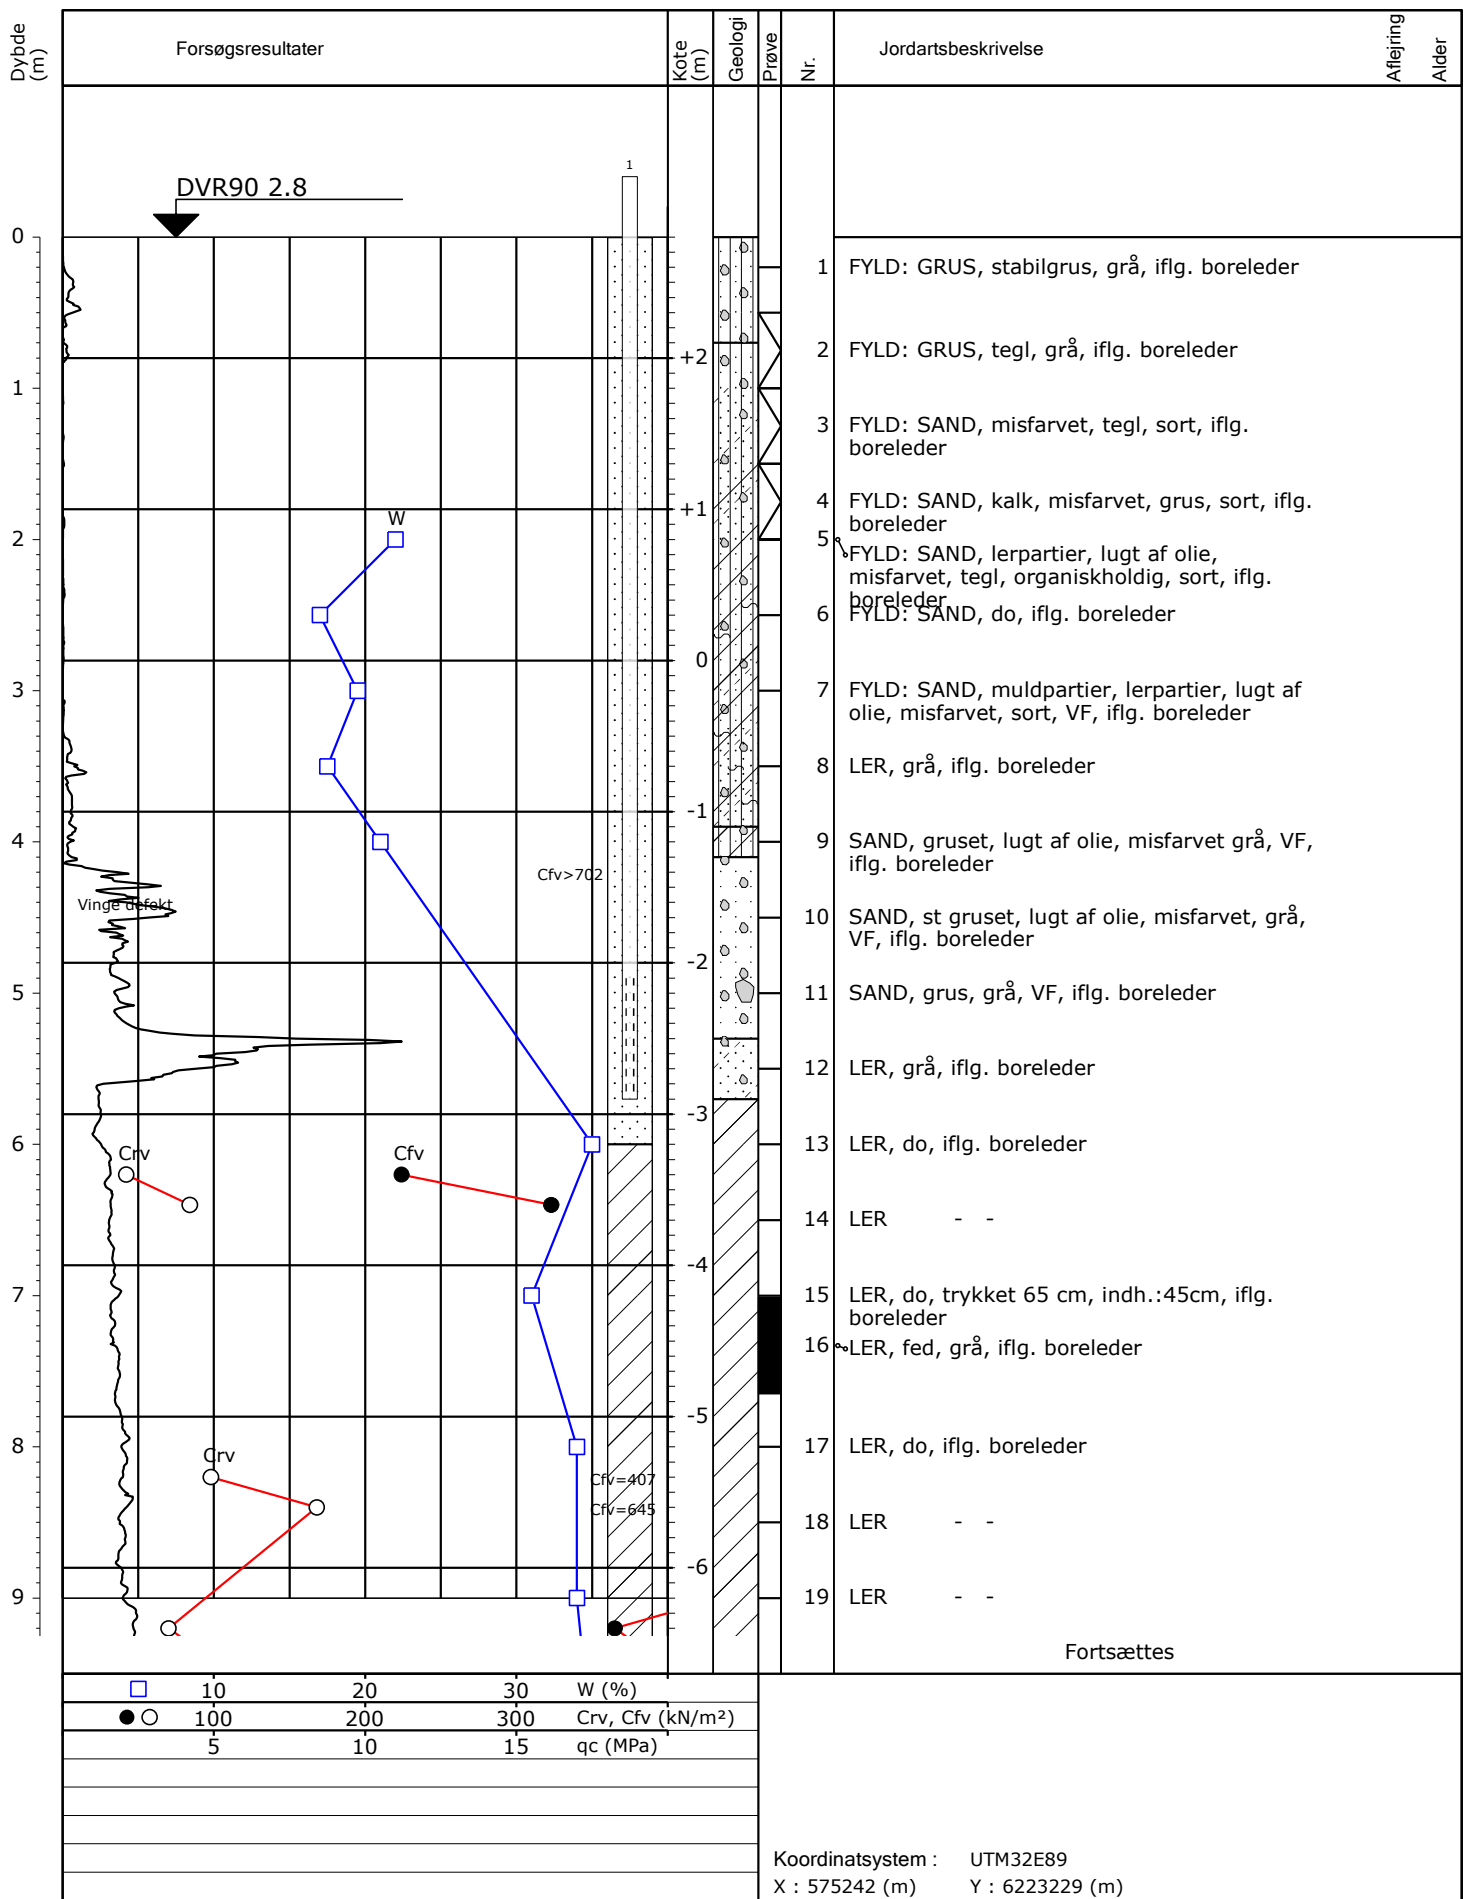 Dybde (m)
Forsøgsresultater
Kote (m)
Geologi
Prøve
Nr.
Jordartsbeskrivelse
Aflejring
Alder
DVR90 2.8
1
0
1
2
3
4
5
6
7
8
9
+2
+1
0
-1
-2
-3
-4
-5
-6
W
Cfv>702
Vinge defekt
Crv
Cfv
Crv
Cfv=407
Cfv=645
1 FYLD: GRUS, stabilgrus, grå, iflg. boreleder
2 FYLD: GRUS, tegl, grå, iflg. boreleder
3 FYLD: SAND, misfarvet, tegl, sort, iflg.
boreleder
4 FYLD: SAND, kalk, misfarvet, grus, sort, iflg.
boreleder
5 FYLD: SAND, lerpartier, lugt af olie,
misfarvet, tegl, organiskholdig, sort, iflg.
boreleder
6 FYLD: SAND, do, iflg. boreleder
7 FYLD: SAND, muldpartier, lerpartier, lugt af
olie, misfarvet, sort, VF, iflg. boreleder
8 LER, grå, iflg. boreleder
9 SAND, gruset, lugt af olie, misfarvet grå, VF,
iflg. boreleder
10 SAND, st gruset, lugt af olie, misfarvet, grå,
VF, iflg. boreleder
11 SAND, grus, grå, VF, iflg. boreleder
12 LER, grå, iflg. boreleder
13 LER, do, iflg. boreleder
14 LER - -
15 LER, do, trykket 65 cm, indh.:45cm, iflg.
boreleder
16 LER, fed, grå, iflg. boreleder
17 LER, do, iflg. boreleder
18 LER - -
19 LER - -
Fortsættes
10 20 30 W (%)
100 200 300 Crv, Cfv (kN/m²)
5 10 15 qc (MPa)
Koordinatsystem : UTM32E89
X : 575242 (m) Y : 6223229 (m)